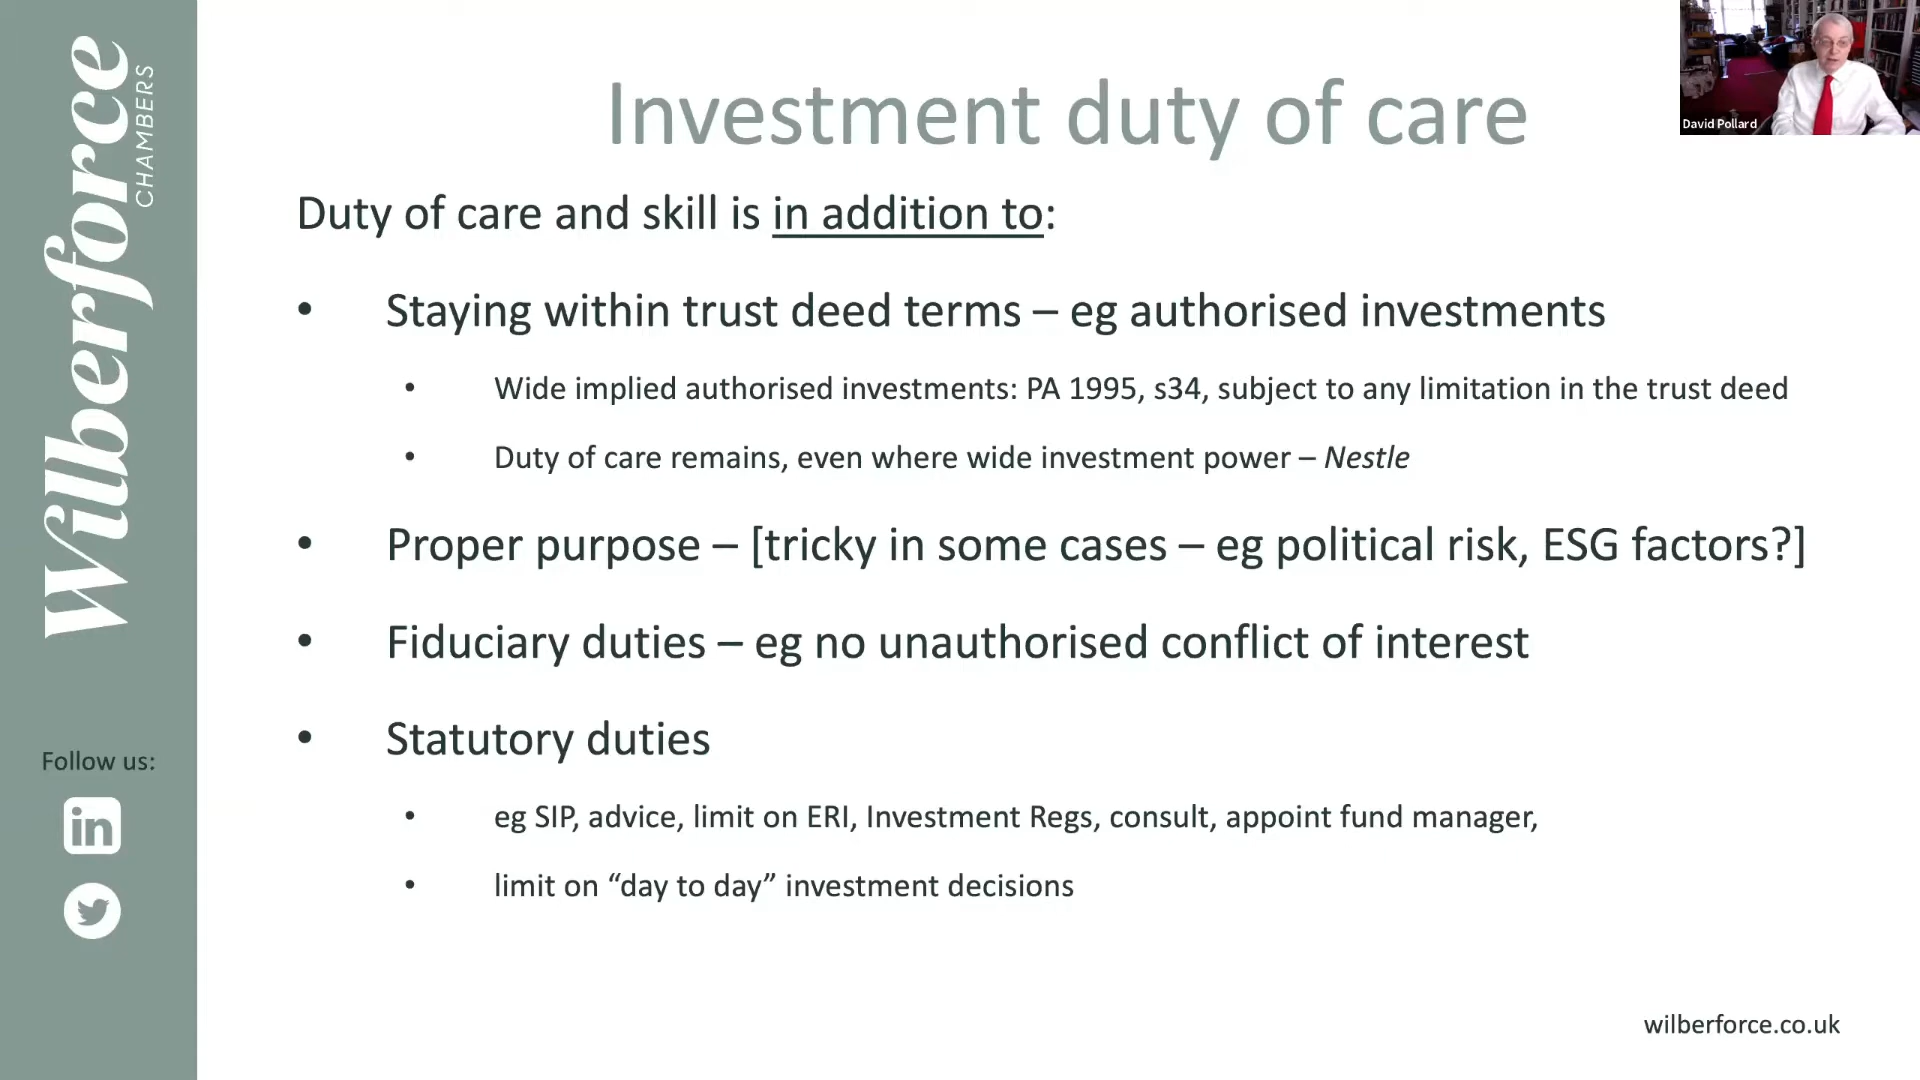 Wilberforce
CHAMBERS
Investment duty of care
David Pollard
Duty of care and skill is in addition to:
• Staying within trust deed terms – eg authorised investments
• Wide implied authorised investments: PA 1995, s34, subject to any limitation in the trust deed
• Duty of care remains, even where wide investment power – Nestle
• Proper purpose – [tricky in some cases – eg political risk, ESG factors?]
• Fiduciary duties – eg no unauthorised conflict of interest
• Statutory duties
• eg SIP, advice, limit on ERI, Investment Regs, consult, appoint fund manager,
• limit on “day to day” investment decisions
Follow us:
in
wilberforce.co.uk